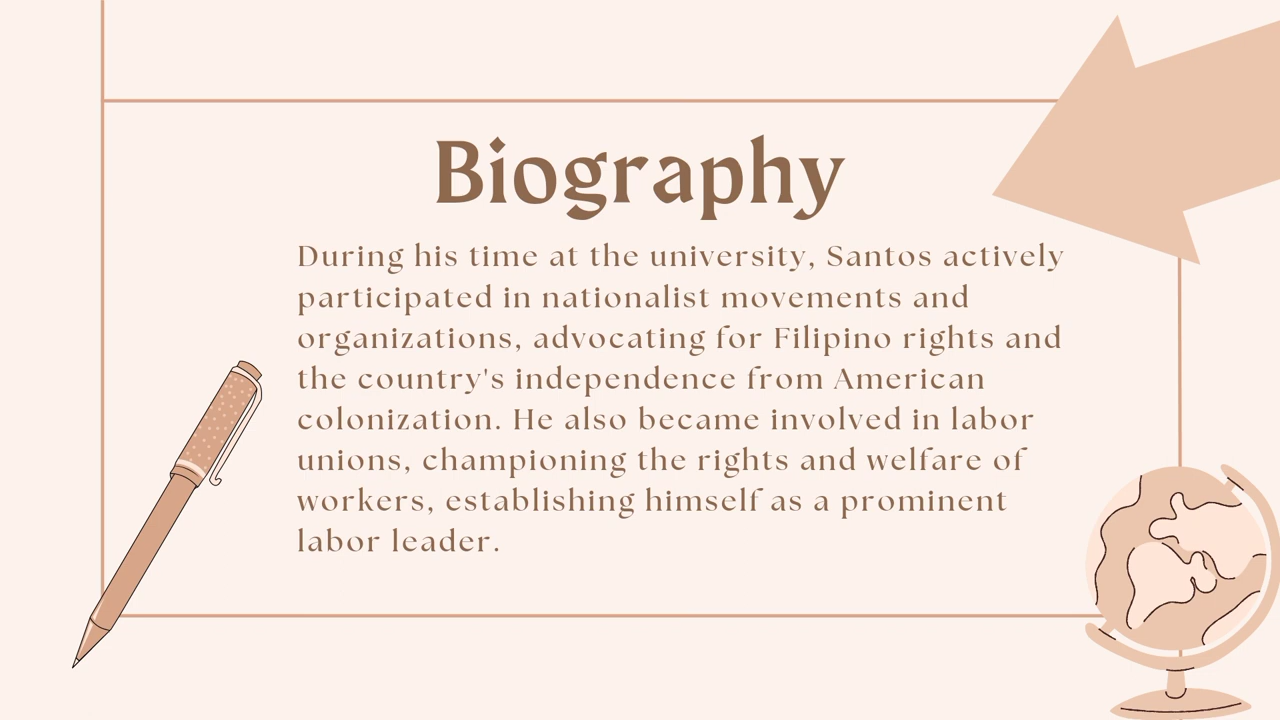 Biography
During his time at the university, Santos actively
participated in nationalist movements and
organizations, advocating for Filipino rights and
the country's independence from American
colonization. He also became involved in labor
unions, championing the rights and welfare of
workers, establishing himself as a prominent
labor leader.